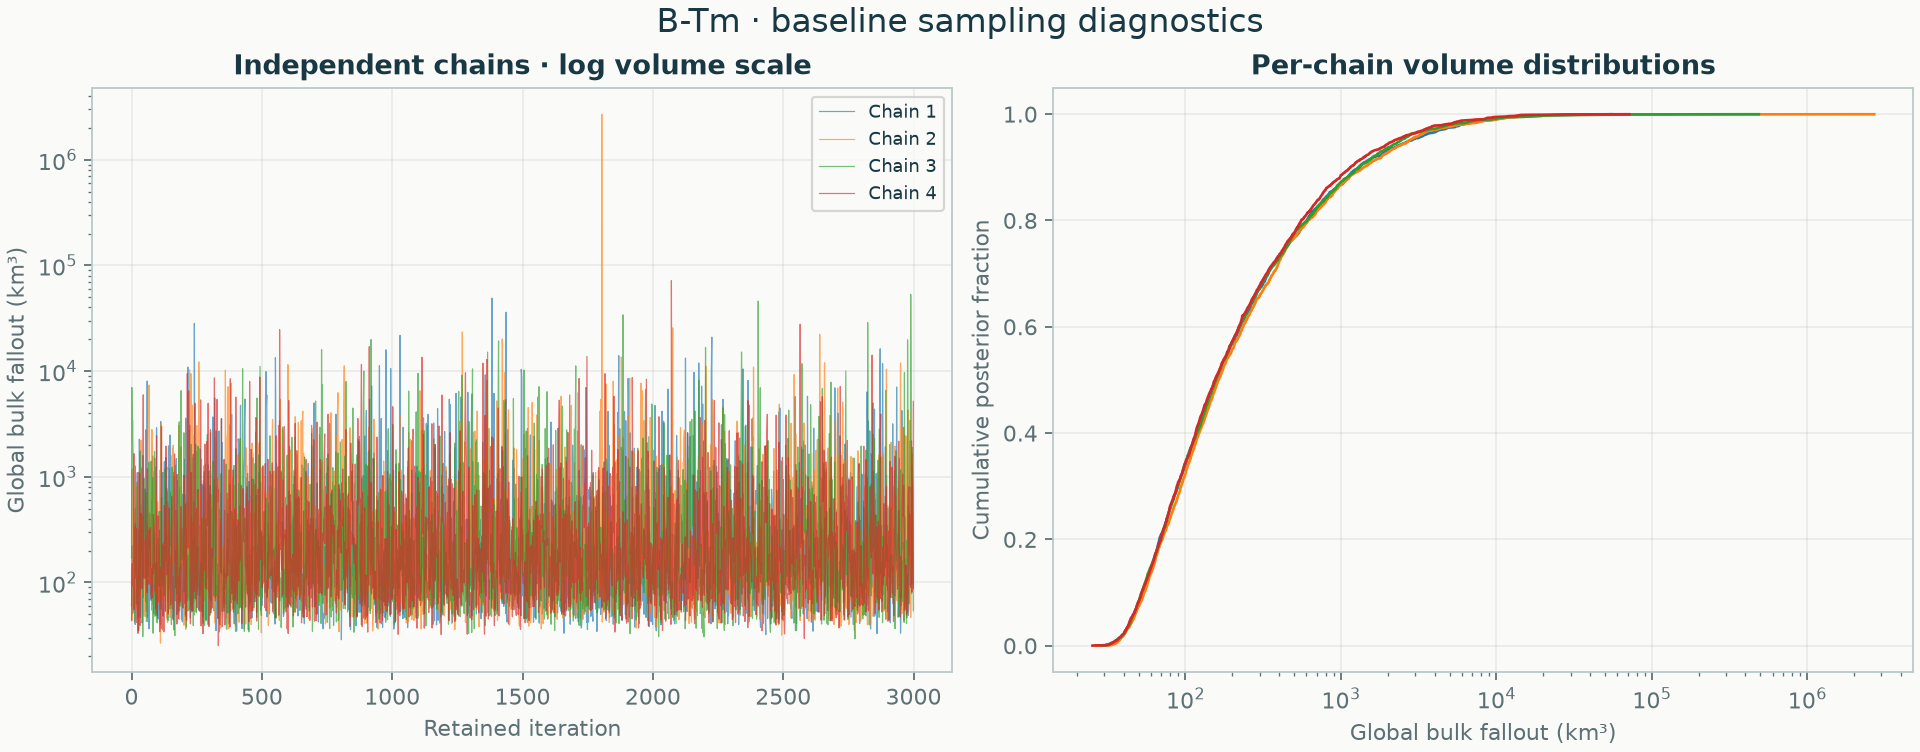 B-Tm · baseline sampling diagnostics
Independent chains · log volume scale
Global bulk fallout (km³)
10⁶
10⁵
10⁴
10³
10²
Chain 1
Chain 2
Chain 3
Chain 4
0 500 1000 1500 2000 2500 3000
Retained iteration
Per-chain volume distributions
Cumulative posterior fraction
1.0
0.8
0.6
0.4
0.2
0.0
10² 10³ 10⁴ 10⁵ 10⁶
Global bulk fallout (km³)